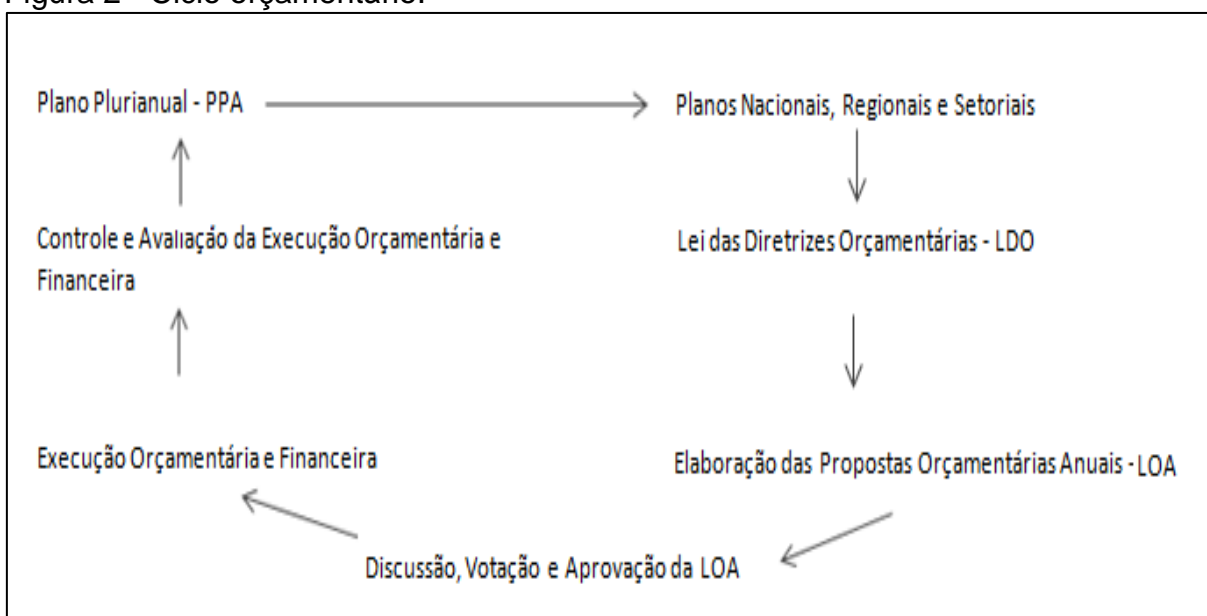 Figura 2 - Ciclo orçamentário.
Plano Plurianual - PPA
Planos Nacionais, Regionais e Setoriais
Controle e Avaliação da Execução Orçamentária e
Financeira
Lei das Diretrizes Orçamentárias - LDO
Execução Orçamentária e Financeira
Elaboração das Propostas Orçamentárias Anuais - LOA
Discussão, Votação e Aprovação da LOA